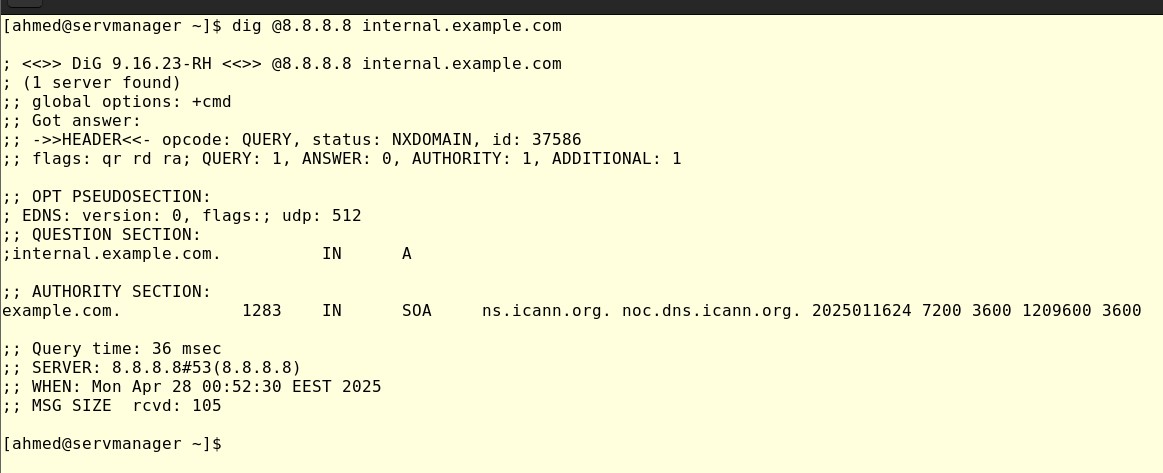 [ahmed@servmanager ~]$ dig @8.8.8.8 internal.example.com
; <<>> DiG 9.16.23-RH <<>> @8.8.8.8 internal.example.com
; (1 server found)
;; global options: +cmd
;; Got answer:
;; ->>HEADER<<- opcode: QUERY, status: NXDOMAIN, id: 37586
;; flags: qr rd ra; QUERY: 1, ANSWER: 0, AUTHORITY: 1, ADDITIONAL: 1
;; OPT PSEUDOSECTION:
; EDNS: version: 0, flags:; udp: 512
;; QUESTION SECTION:
;internal.example.com. IN A
;; AUTHORITY SECTION:
example.com. 1283 IN SOA ns.icann.org. noc.dns.icann.org. 2025011624 7200 3600 1209600 3600
;; Query time: 36 msec
;; SERVER: 8.8.8.8#53(8.8.8.8)
;; WHEN: Mon Apr 28 00:52:30 EEST 2025
;; MSG SIZE rcvd: 105
[ahmed@servmanager ~]$